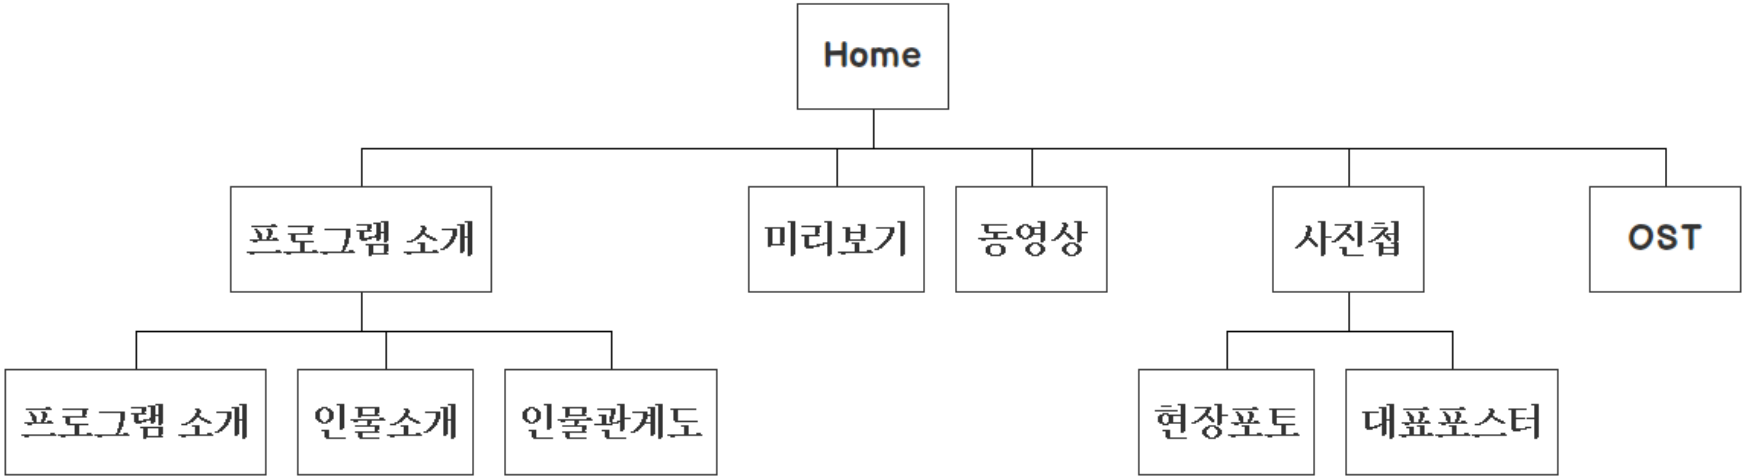 Home
프로그램 소개
미리보기
동영상
사진첩
OST
프로그램 소개
인물소개
인물관계도
현장포토
대표포스터